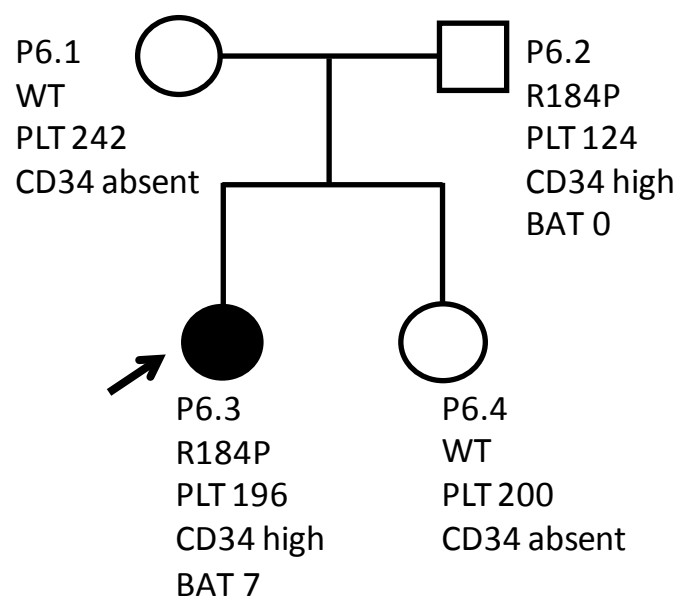 P6.1
WT
PLT 242
CD34 absent
P6.2
R184P
PLT 124
CD34 high
BAT 0
P6.3
R184P
PLT 196
CD34 high
BAT 7
P6.4
WT
PLT 200
CD34 absent